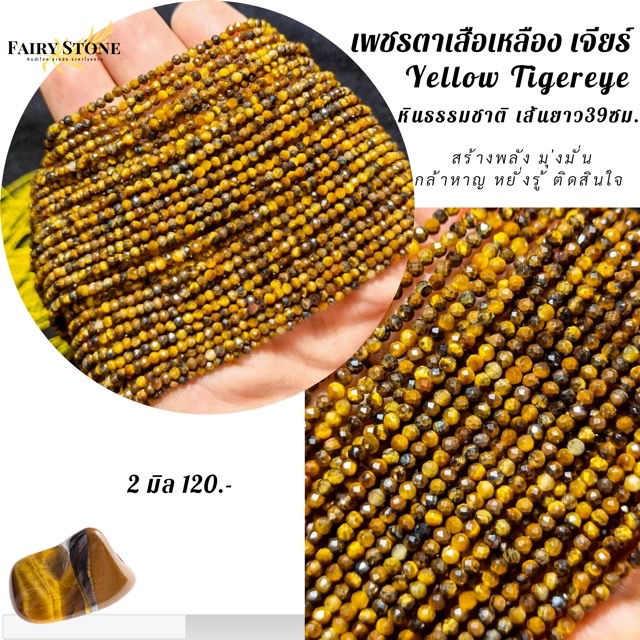 FAIRY STONE
เพชรตาเสือเหลือง เจียร์
Yellow Tigereye
หินธรรมชาติ เส้นยาว39ซม.
สร้างพลัง มุ่งมั่น
กล้าหาญ หยั่งรู้ ติดสินใจ
2 มิล 120.-